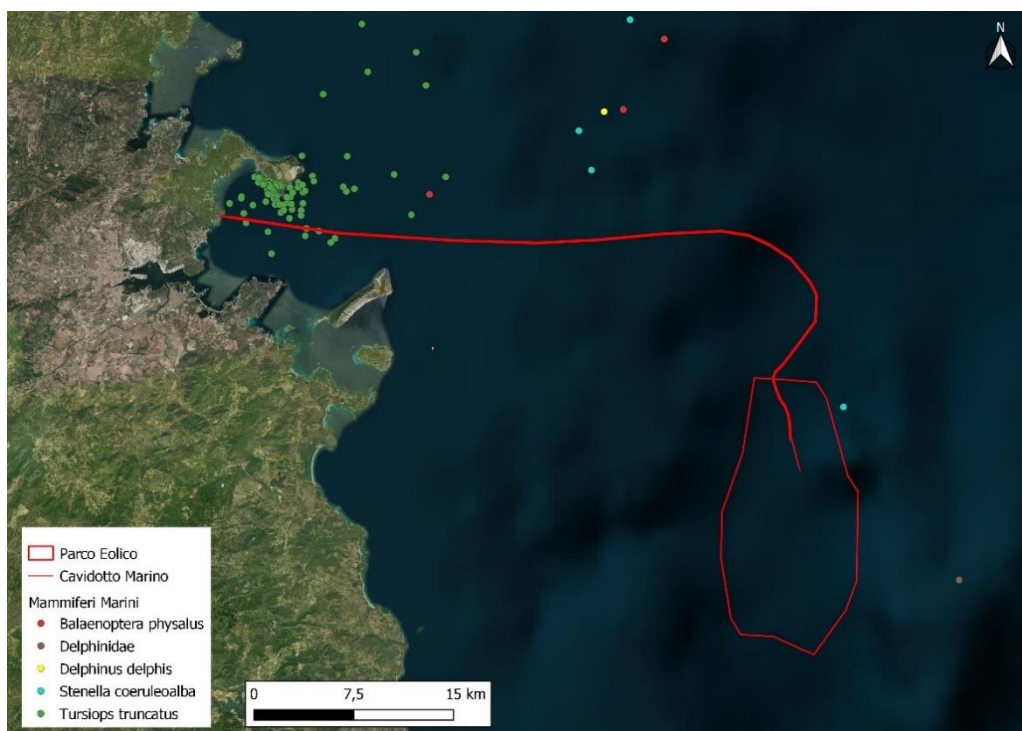 N
Parco Eolico
Cavidotto Marino
Mammiferi Marini
Balaenoptera physalus
Delphinidae
Delphinus delphis
Stenella coeruleoalba
Tursiops truncatus
0 7,5 15 km